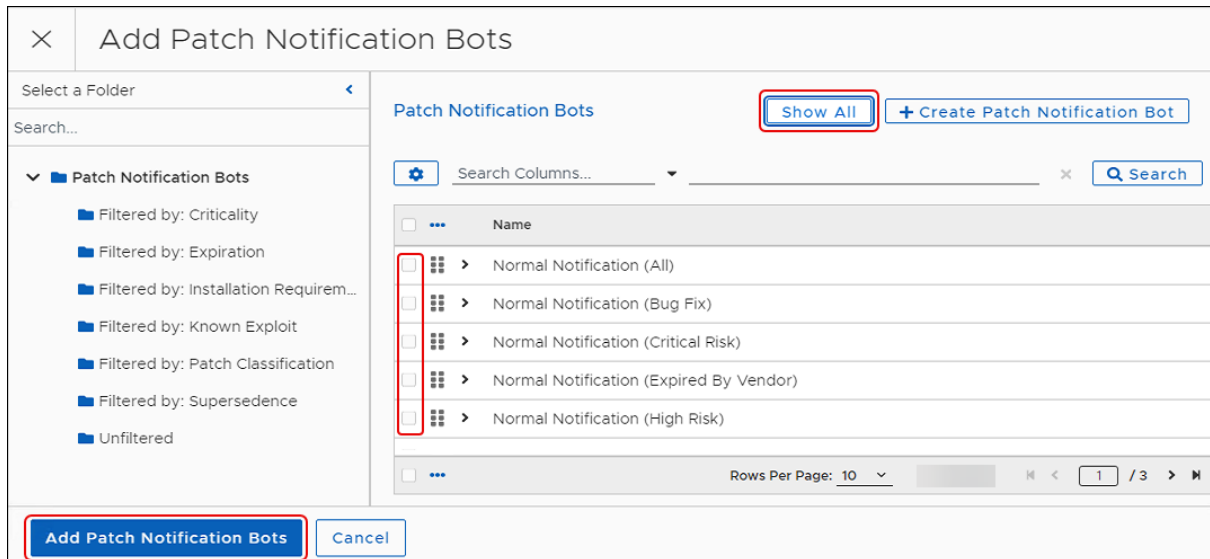 Add Patch Notification Bots
Select a Folder
Search...
Patch Notification Bots
Filtered by: Criticality
Filtered by: Expiration
Filtered by: Installation Requirem...
Filtered by: Known Exploit
Filtered by: Patch Classification
Filtered by: Supersedence
Unfiltered
Patch Notification Bots
Show All
+ Create Patch Notification Bot
Search Columns...
Search
Name
Normal Notification (All)
Normal Notification (Bug Fix)
Normal Notification (Critical Risk)
Normal Notification (Expired By Vendor)
Normal Notification (High Risk)
Rows Per Page: 10
1 / 3
Add Patch Notification Bots
Cancel